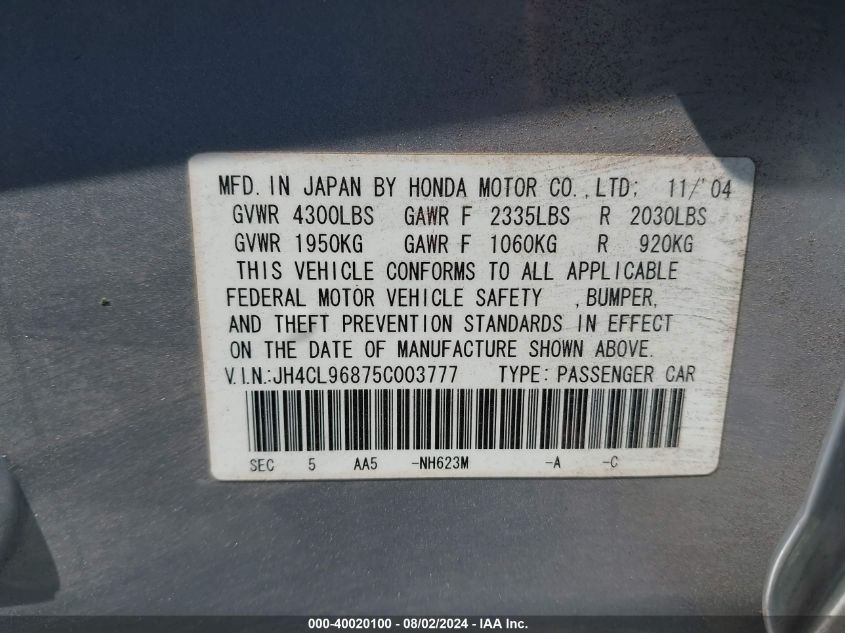 MFD. IN JAPAN BY HONDA MOTOR CO.,LTD; 11/'04
GVWR 4300LBS GAWR F 2335LBS R 2030LBS
GVWR 1950KG GAWR F 1060KG R 920KG
THIS VEHICLE CONFORMS TO ALL APPLICABLE
FEDERAL MOTOR VEHICLE SAFETY ,BUMPER,
AND THEFT PREVENTION STANDARDS IN EFFECT
ON THE DATE OF MANUFACTURE SHOWN ABOVE.
V.I.N.:JH4CL96875C003777 TYPE: PASSENGER CAR
SEC 5 AA5 -NH623M -A -C
000-40020100 - 08/02/2024 - IAA Inc.